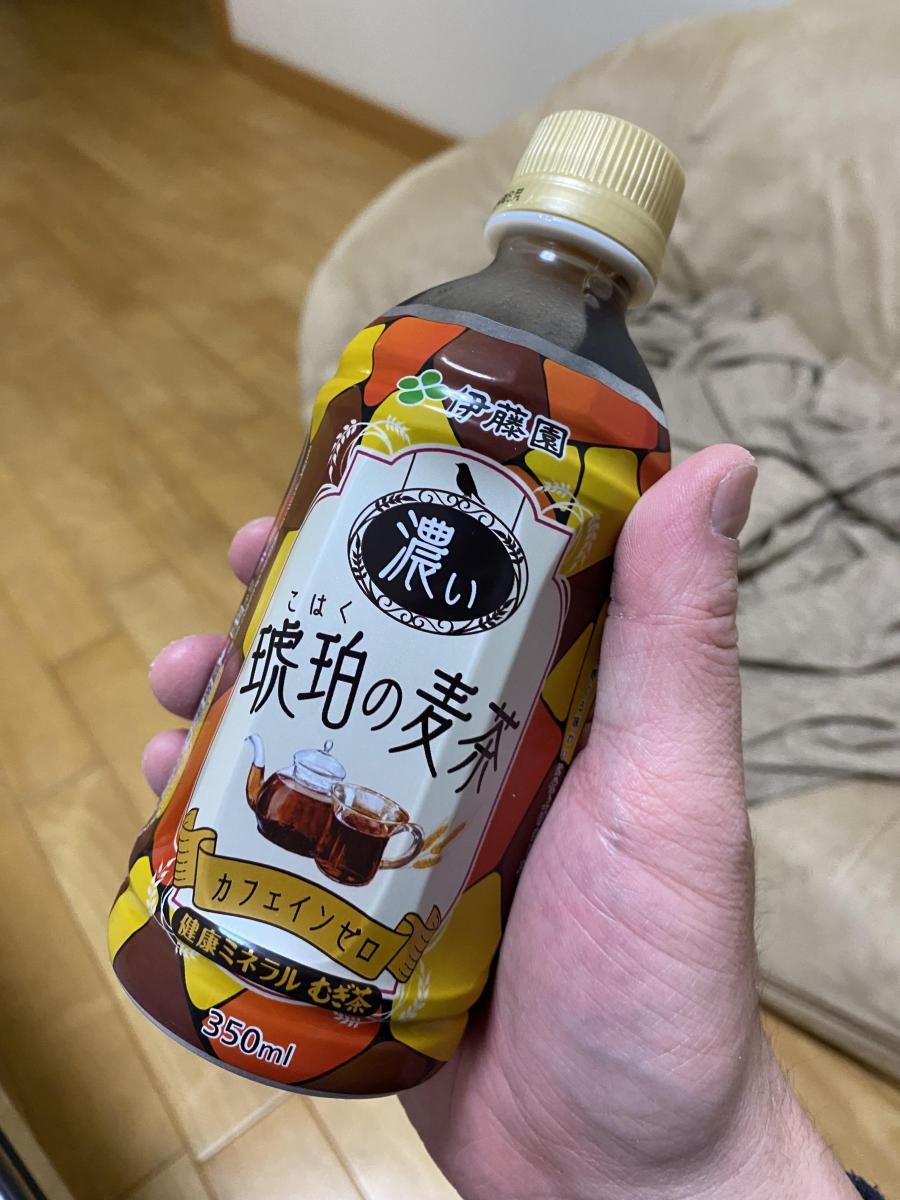 伊藤園
濃い
こはく
琥珀の麦茶
カフェインゼロ
健康ミネラル むぎ茶
350ml